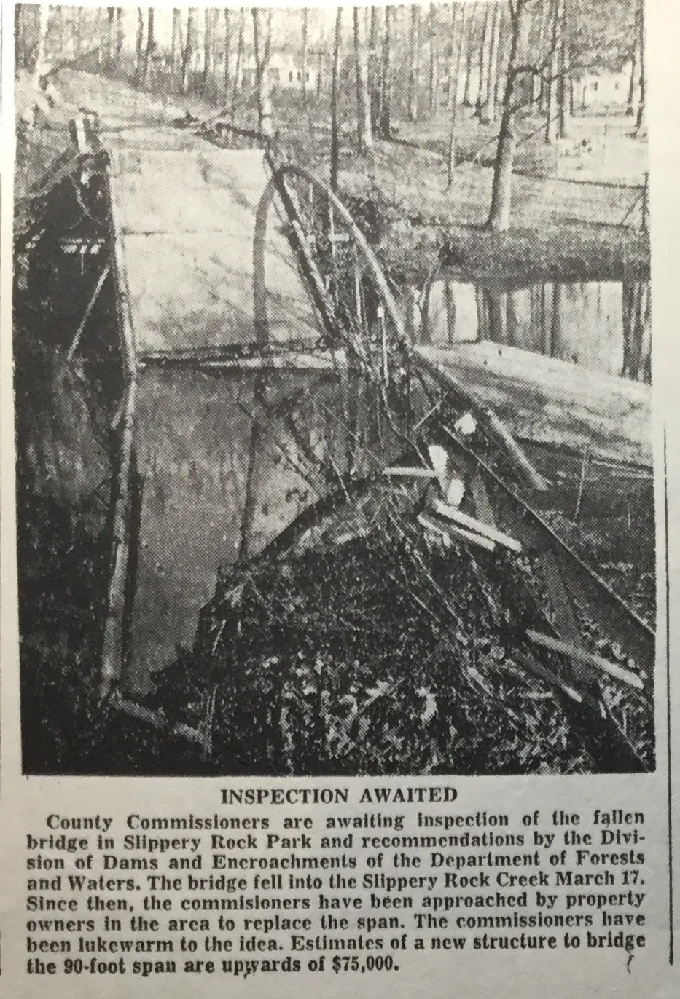 INSPECTION AWAITED
County Commissioners are awaiting inspection of the fallen
bridge in Slippery Rock Park and recommendations by the Divi-
sion of Dams and Encroachments of the Department of Forests
and Waters. The bridge fell into the Slippery Rock Creek March 17.
Since then, the commisioners have been approached by property
owners in the area to replace the span. The commissioners have
been lukewarm to the idea. Estimates of a new structure to bridge
the 90-foot span are upwards of $75,000.